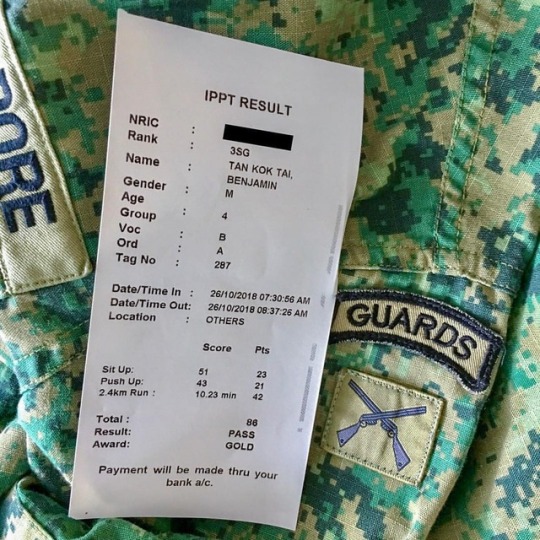 IPPT RESULT
NRIC :
Rank : 3SG
Name : TAN KOK TAI,
BENJAMIN
Gender : M
Age
Group : 4
Voc : B
Ord : A
Tag No : 287
Date/Time In : 26/10/2018 07:30:56 AM
Date/Time Out: 26/10/2018 08:37:26 AM
Location : OTHERS
Score Pts
Sit Up: 51 23
Push Up: 43 21
2.4km Run : 10.23 min 42
Total : 86
Result: PASS
Award: GOLD
Payment will be made thru your
bank a/c.
PORE
GUARDS